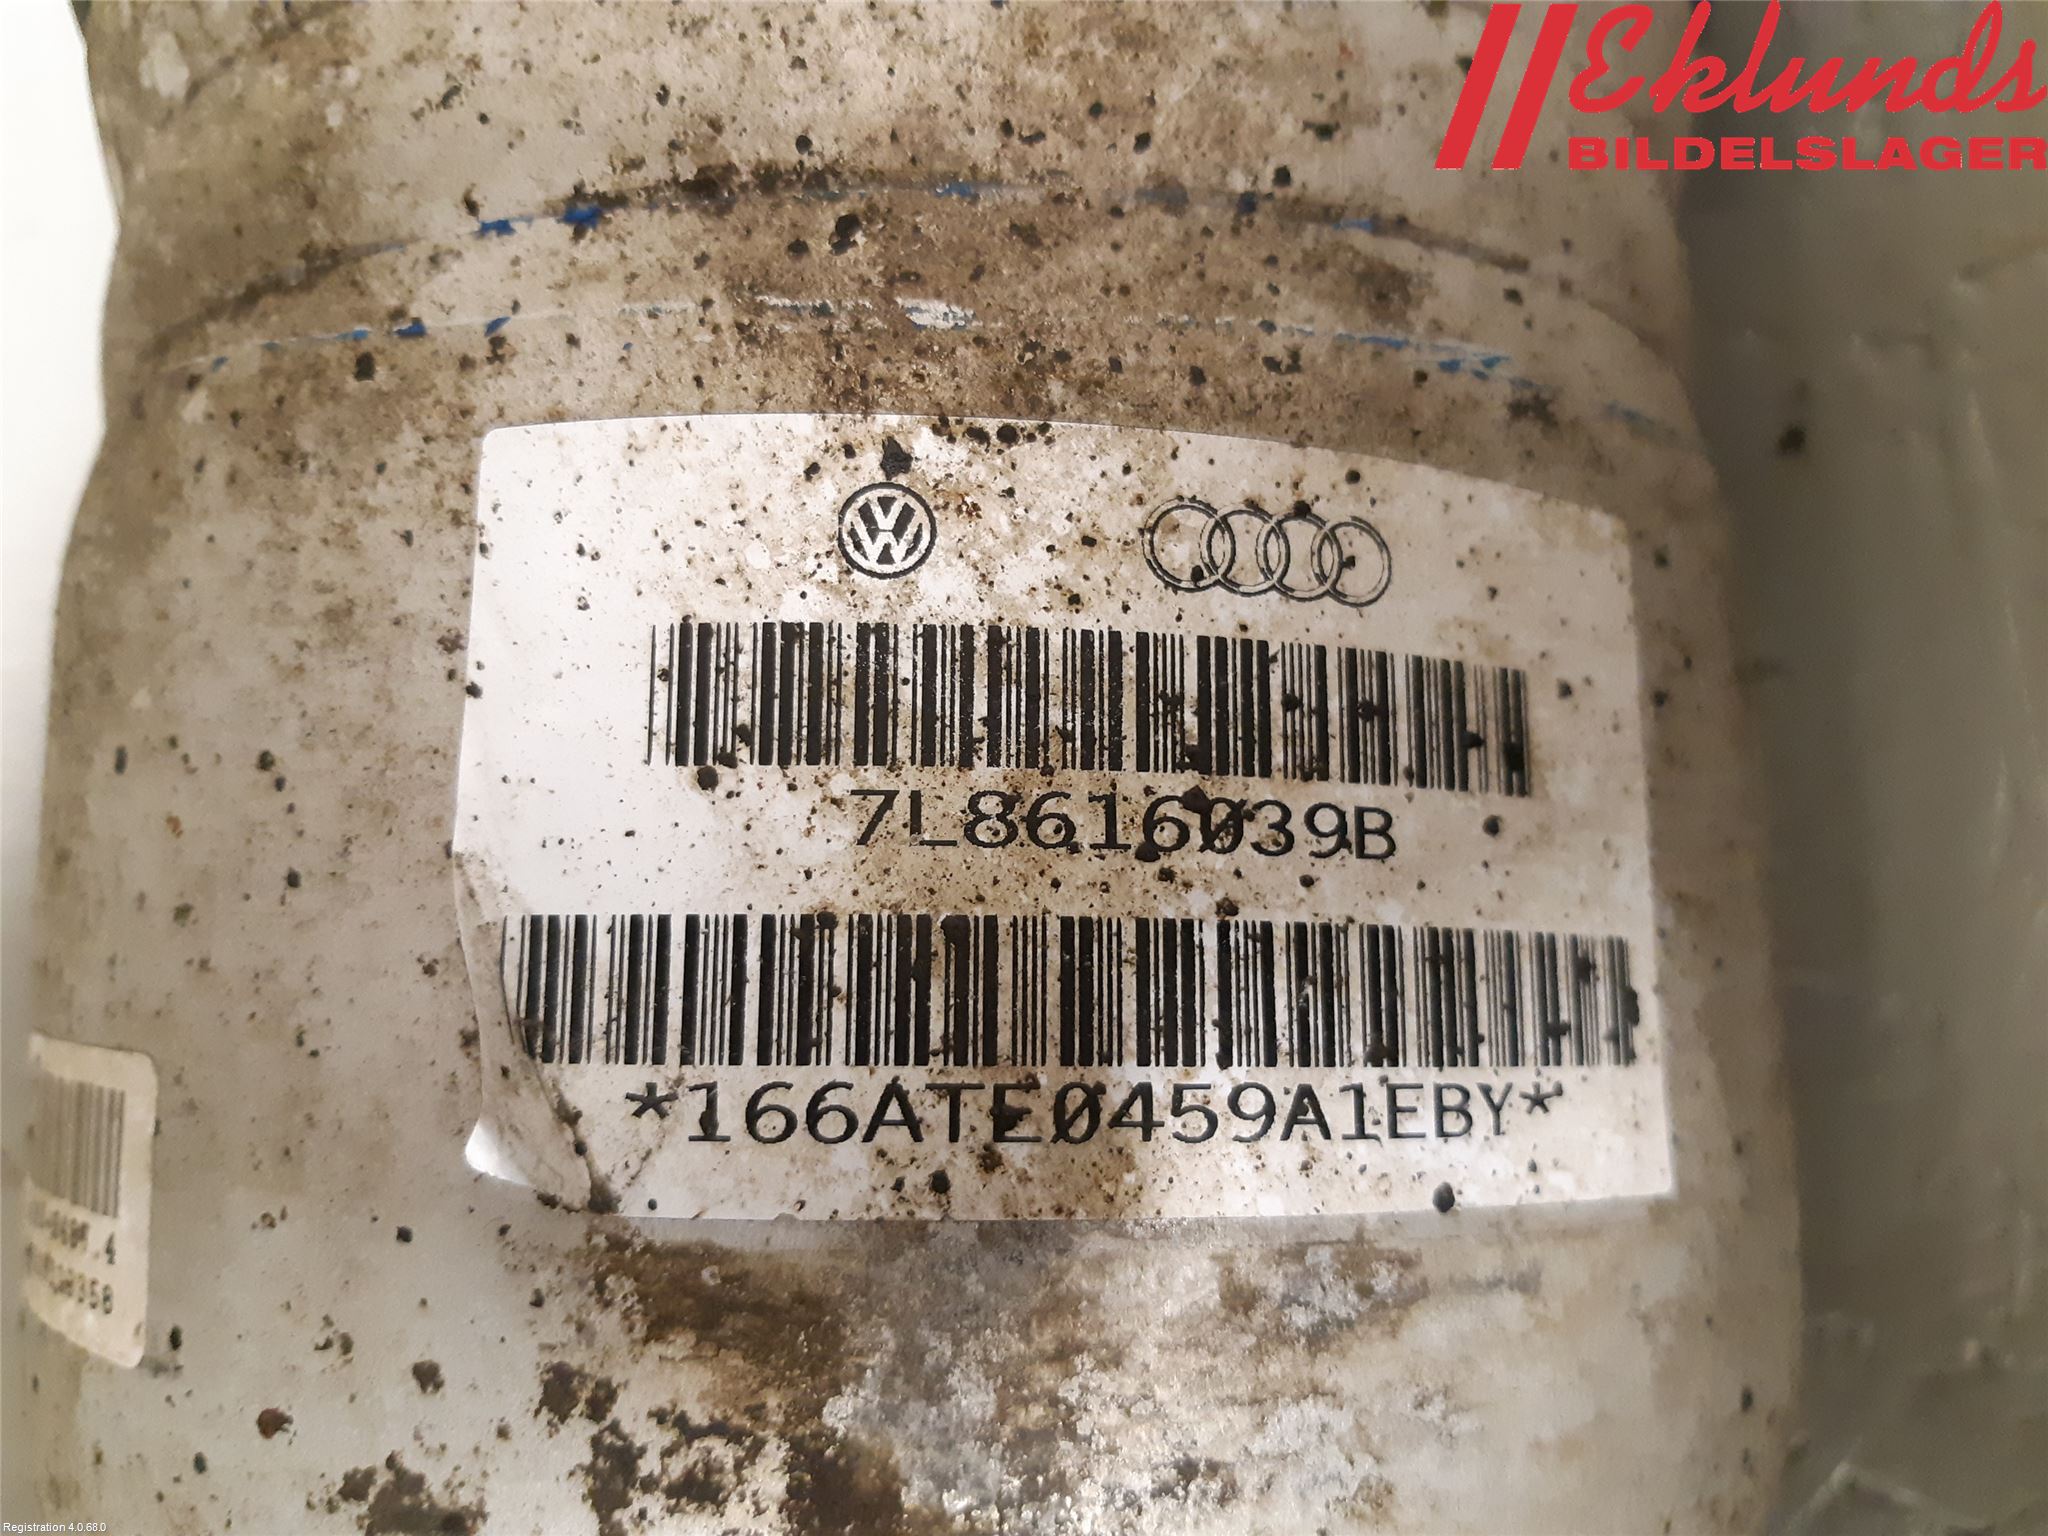 Eklunds
BILDELSLAGER
7L8616039B
*166ATE0459A1EBY*
Registration 4.0.68.0